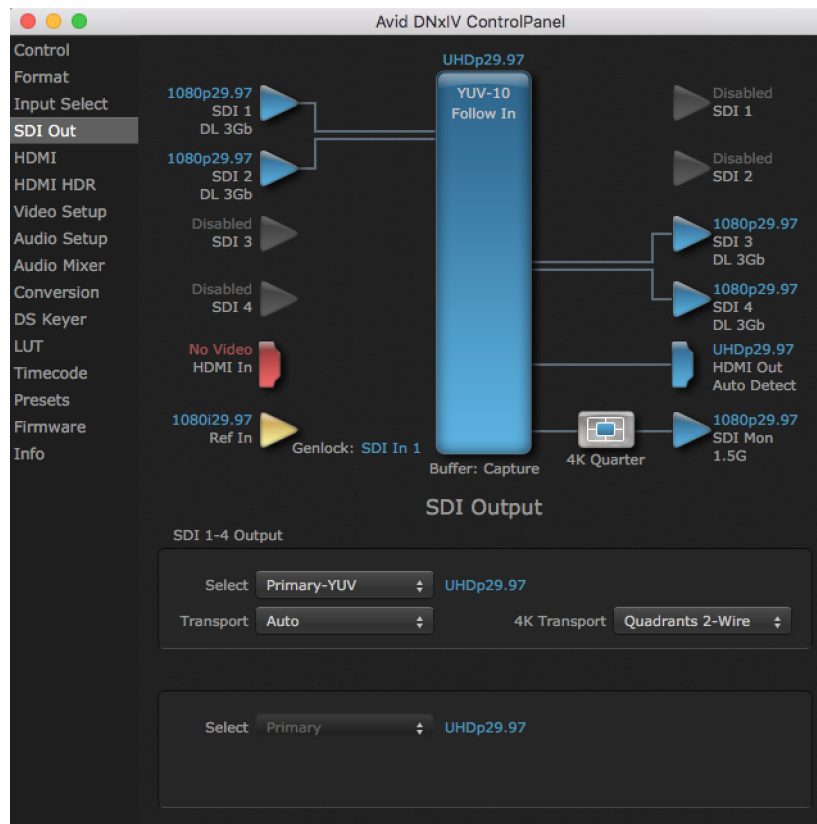 Avid DNxIV ControlPanel
Control
Format
Input Select
SDI Out
HDMI
HDMI HDR
Video Setup
Audio Setup
Audio Mixer
Conversion
DS Keyer
LUT
Timecode
Presets
Firmware
Info
1080p29.97
SDI 1
DL 3Gb
1080p29.97
SDI 2
DL 3Gb
Disabled
SDI 3
Disabled
SDI 4
No Video
HDMI In
1080i29.97
Ref In
Genlock: SDI In 1
UHDp29.97
YUV-10
Follow In
Buffer: Capture
4K Quarter
Disabled
SDI 1
Disabled
SDI 2
1080p29.97
SDI 3
DL 3Gb
1080p29.97
SDI 4
DL 3Gb
UHDp29.97
HDMI Out
Auto Detect
1080p29.97
SDI Mon
1.5G
SDI Output
SDI 1-4 Output
Select Primary-YUV UHDp29.97
Transport Auto 4K Transport Quadrants 2-Wire
Select Primary UHDp29.97